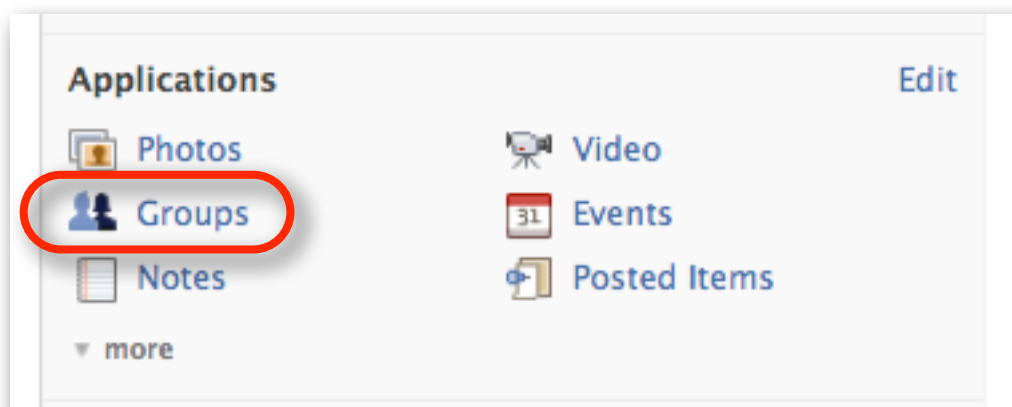 Applications Edit
Photos Video
Groups 31 Events
Notes Posted Items
more